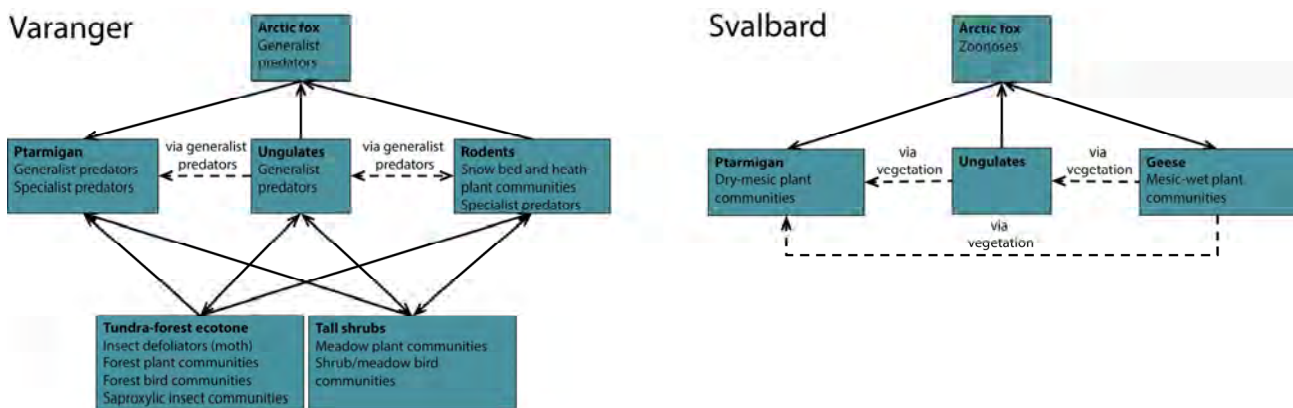 Varanger
Arctic fox
Generalist
predators
Ptarmigan
Generalist predators
Specialist predators
via generalist
predators
Ungulates
Generalist
predators
via generalist
predators
Rodents
Snow bed and heath
plant communities
Specialist predators
Tundra-forest ecotone
Insect defoliators (moth)
Forest plant communities
Forest bird communities
Saproxylic insect communities
Tall shrubs
Meadow plant communities
Shrub/meadow bird
communities
Svalbard
Arctic fox
Zoonoses
Ptarmigan
Dry-mesic plant
communities
via
vegetation
Ungulates
via
vegetation
Geese
Mesic-wet plant
communities
via
vegetation